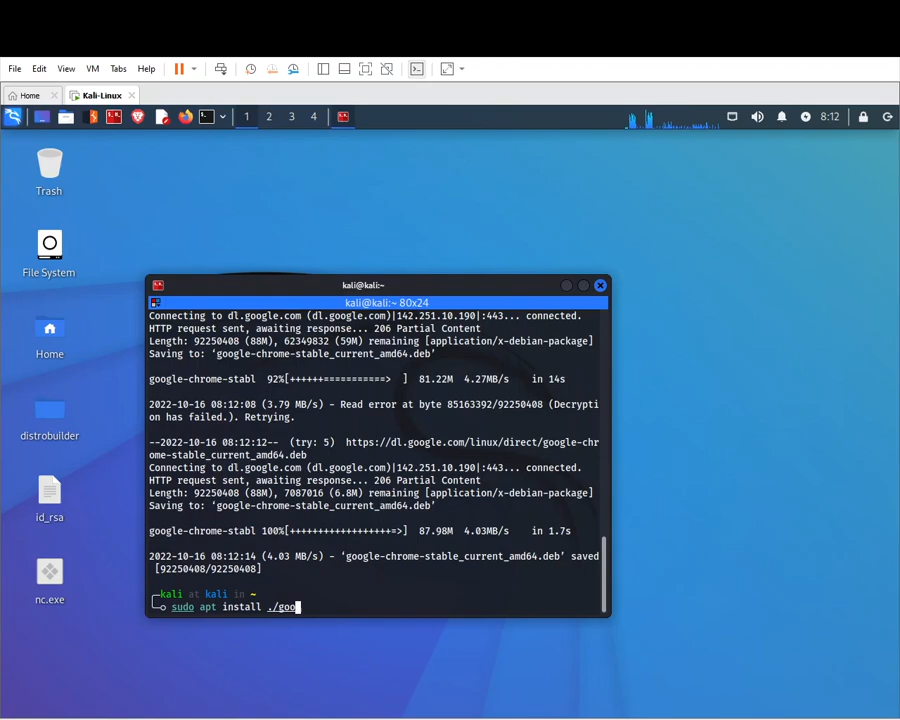 File Edit View VM Tabs Help
Home Kali-Linux
1 2 3 4 8:12
Trash
File System
Home
distrobuilder
id_rsa
nc.exe
kali@kali:~
kali@kali:~ 80x24
Connecting to dl.google.com (dl.google.com)|142.251.10.190|:443... connected.
HTTP request sent, awaiting response... 206 Partial Content
Length: 92250408 (88M), 62349832 (59M) remaining [application/x-debian-package]
Saving to: ‘google-chrome-stable_current_amd64.deb’
google-chrome-stabl 92%[++++++===========> ] 81.22M 4.27MB/s in 14s
2022-10-16 08:12:08 (3.79 MB/s) - Read error at byte 85163392/92250408 (Decrypti
on has failed.). Retrying.
--2022-10-16 08:12:12-- (try: 5) https://dl.google.com/linux/direct/google-chr
ome-stable_current_amd64.deb
Connecting to dl.google.com (dl.google.com)|142.251.10.190|:443... connected.
HTTP request sent, awaiting response... 206 Partial Content
Length: 92250408 (88M), 7087016 (6.8M) remaining [application/x-debian-package]
Saving to: ‘google-chrome-stable_current_amd64.deb’
google-chrome-stabl 100%[++++++++++++++++++=>] 87.98M 4.03MB/s in 1.7s
2022-10-16 08:12:14 (4.03 MB/s) - ‘google-chrome-stable_current_amd64.deb’ saved
[92250408/92250408]
kali at kali in ~
sudo apt install ./goo